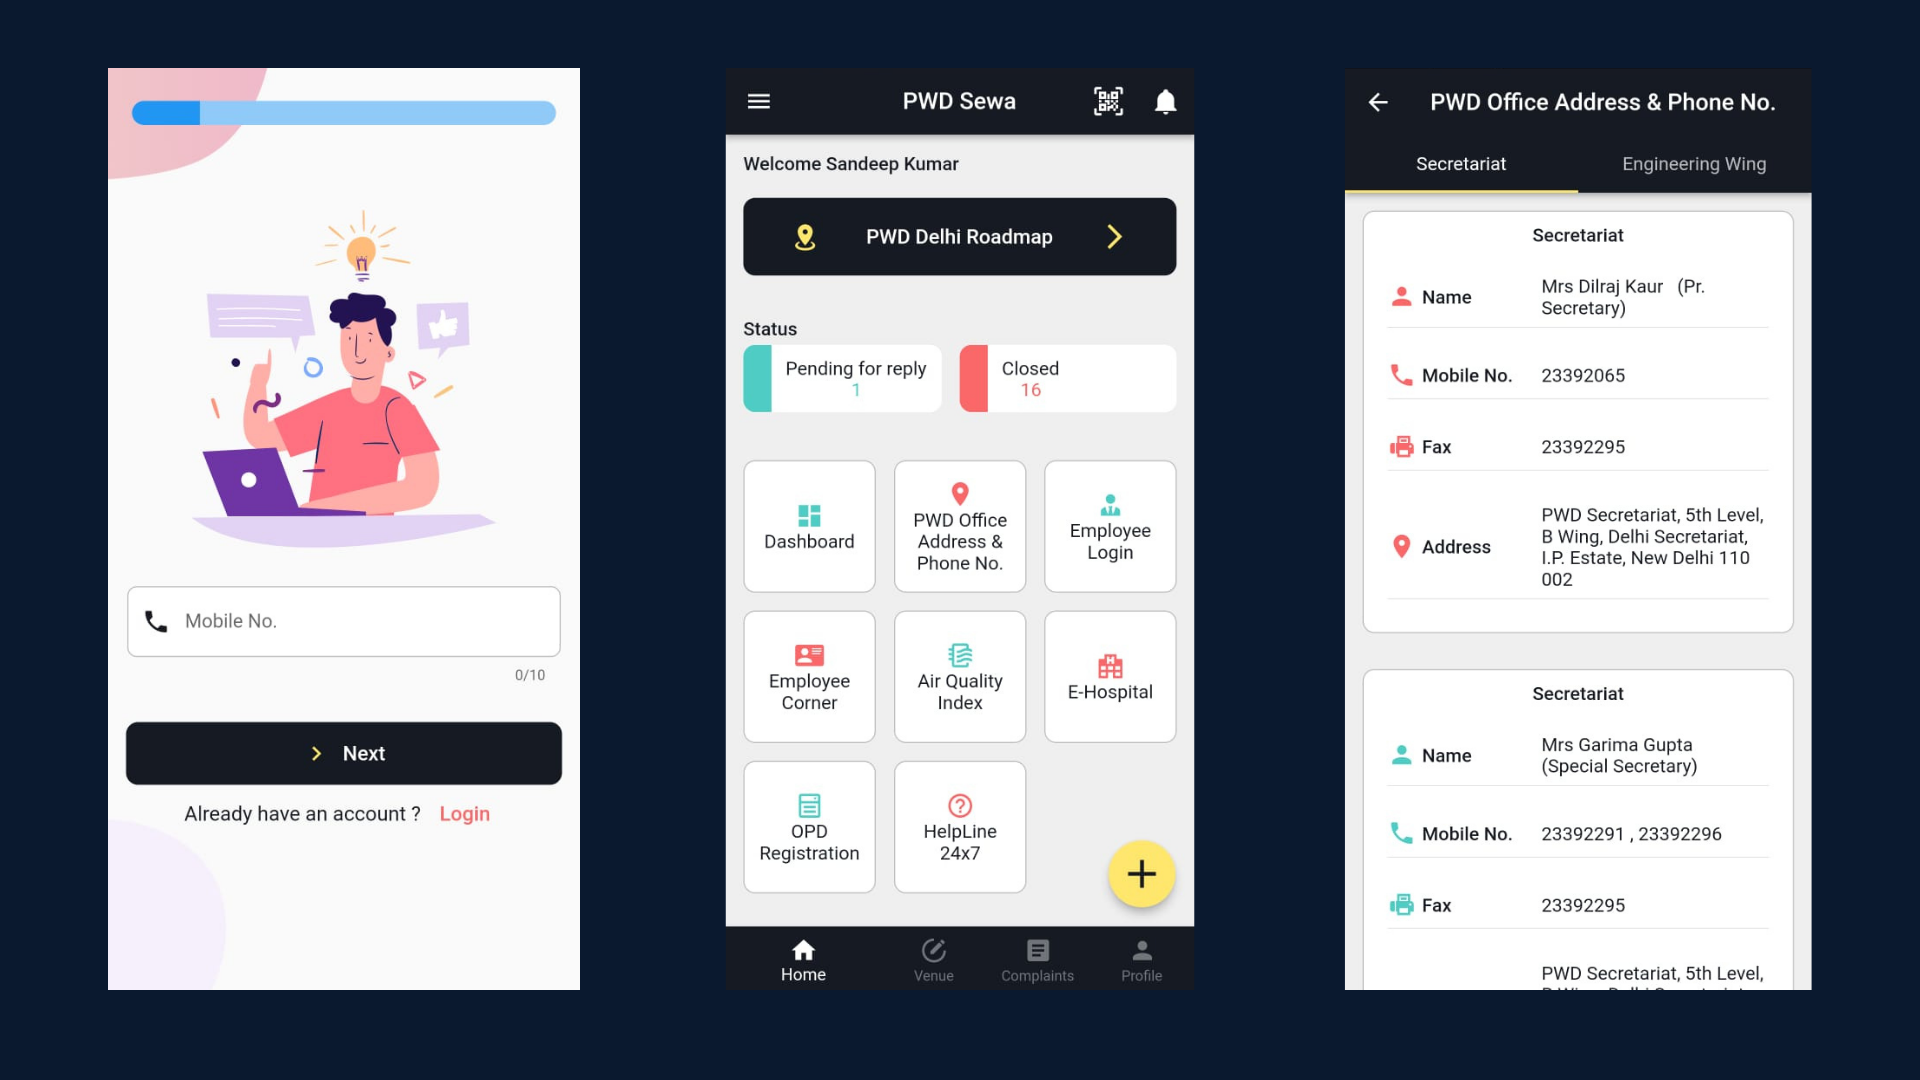 Mobile No.
0/10
Next
Already have an account ? Login
PWD Sewa
Welcome Sandeep Kumar
PWD Delhi Roadmap
Status
Pending for reply
1
Closed
16
Dashboard
PWD Office
Address &
Phone No.
Employee
Login
Employee
Corner
Air Quality
Index
E-Hospital
OPD
Registration
HelpLine
24x7
Home
Venue
Complaints
Profile
PWD Office Address & Phone No.
Secretariat
Engineering Wing
Secretariat
Name
Mrs Dilraj Kaur (Pr.
Secretary)
Mobile No.
23392065
Fax
23392295
Address
PWD Secretariat, 5th Level,
B Wing, Delhi Secretariat,
I.P. Estate, New Delhi 110
002
Secretariat
Name
Mrs Garima Gupta
(Special Secretary)
Mobile No.
23392291 , 23392296
Fax
23392295
PWD Secretariat, 5th Level,